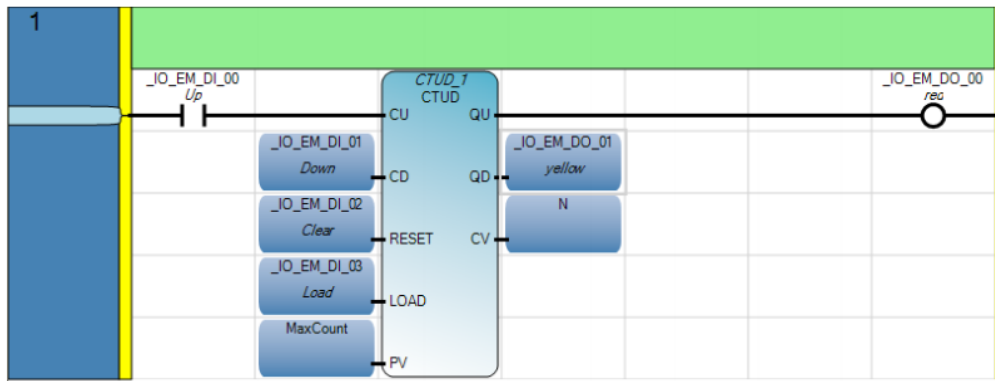 1
_IO_EM_DI_00
Up
CTUD_1
CTUD
_IO_EM_DO_00
red
CU
QU
_IO_EM_DI_01
Down
CD
QD
_IO_EM_DO_01
yellow
_IO_EM_DI_02
Clear
RESET
CV
N
_IO_EM_DI_03
Load
LOAD
MaxCount
PV